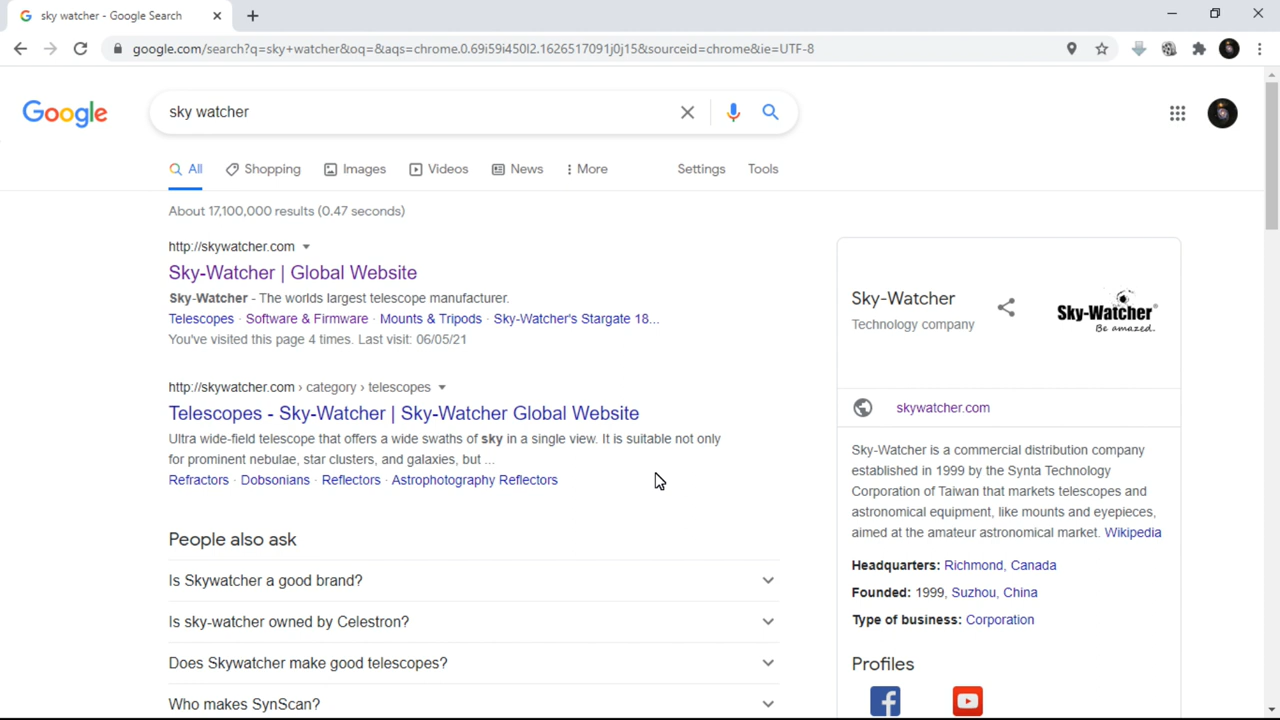 sky watcher - Google Search
google.com/search?q=sky+watcher&oq=&aqs=chrome.0.69i59i450l2.1626517091j0j15&sourceid=chrome&ie=UTF-8
Google
sky watcher
All
Shopping
Images
Videos
News
More
Settings
Tools
About 17,100,000 results (0.47 seconds)
http://skywatcher.com
Sky-Watcher | Global Website
Sky-Watcher - The worlds largest telescope manufacturer.
Telescopes · Software & Firmware · Mounts & Tripods · Sky-Watcher's Stargate 18...
You've visited this page 4 times. Last visit: 06/05/21
http://skywatcher.com › category › telescopes
Telescopes - Sky-Watcher | Sky-Watcher Global Website
Ultra wide-field telescope that offers a wide swaths of sky in a single view. It is suitable not only
for prominent nebulae, star clusters, and galaxies, but ...
Refractors · Dobsonians · Reflectors · Astrophotography Reflectors
People also ask
Is Skywatcher a good brand?
Is sky-watcher owned by Celestron?
Does Skywatcher make good telescopes?
Who makes SynScan?
Sky-Watcher
Technology company
Sky-Watcher
Be amazed.
skywatcher.com
Sky-Watcher is a commercial distribution company
established in 1999 by the Synta Technology
Corporation of Taiwan that markets telescopes and
astronomical equipment, like mounts and eyepieces,
aimed at the amateur astronomical market. Wikipedia
Headquarters: Richmond, Canada
Founded: 1999, Suzhou, China
Type of business: Corporation
Profiles